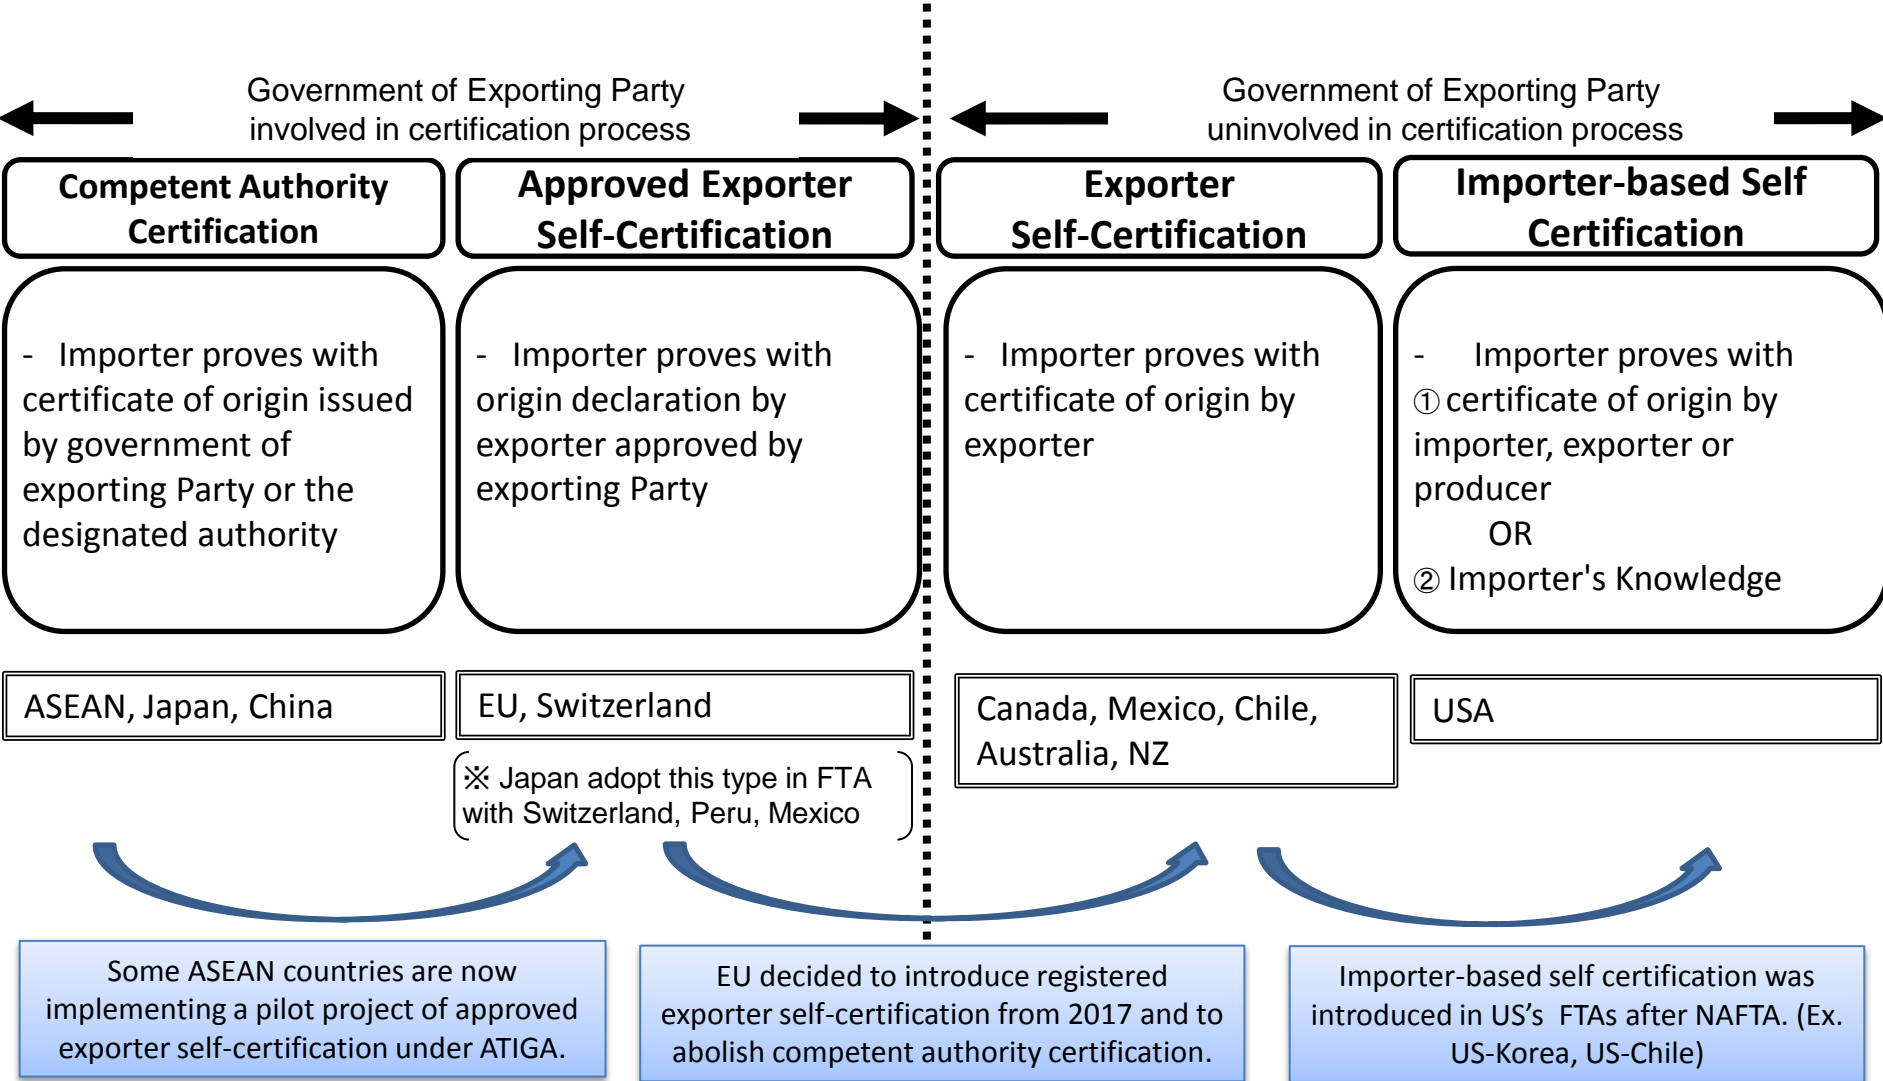 Government of Exporting Party
involved in certification process
Government of Exporting Party
uninvolved in certification process
Competent Authority
Certification
Approved Exporter
Self-Certification
Exporter
Self-Certification
Importer-based Self
Certification
- Importer proves with
certificate of origin issued
by government of
exporting Party or the
designated authority
- Importer proves with
origin declaration by
exporter approved by
exporting Party
- Importer proves with
certificate of origin by
exporter
- Importer proves with
① certificate of origin by
importer, exporter or
producer
OR
② Importer's Knowledge
ASEAN, Japan, China
EU, Switzerland
※ Japan adopt this type in FTA
with Switzerland, Peru, Mexico
Canada, Mexico, Chile,
Australia, NZ
USA
Some ASEAN countries are now
implementing a pilot project of approved
exporter self-certification under ATIGA.
EU decided to introduce registered
exporter self-certification from 2017 and to
abolish competent authority certification.
Importer-based self certification was
introduced in US’s FTAs after NAFTA. (Ex.
US-Korea, US-Chile)